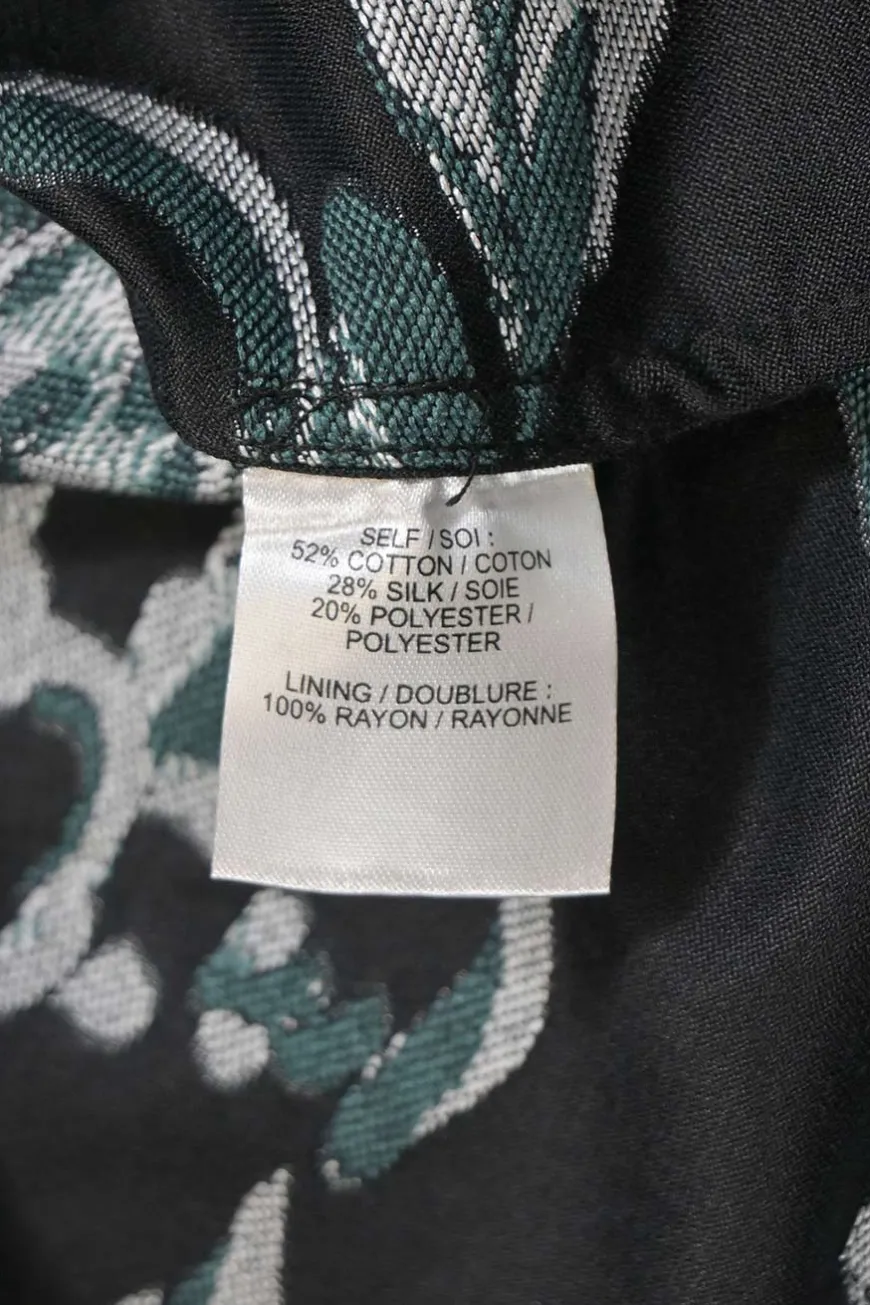 SELF / SOI :
52% COTTON / COTON
28% SILK / SOIE
20% POLYESTER /
POLYESTER
LINING / DOUBLURE :
100% RAYON / RAYONNE